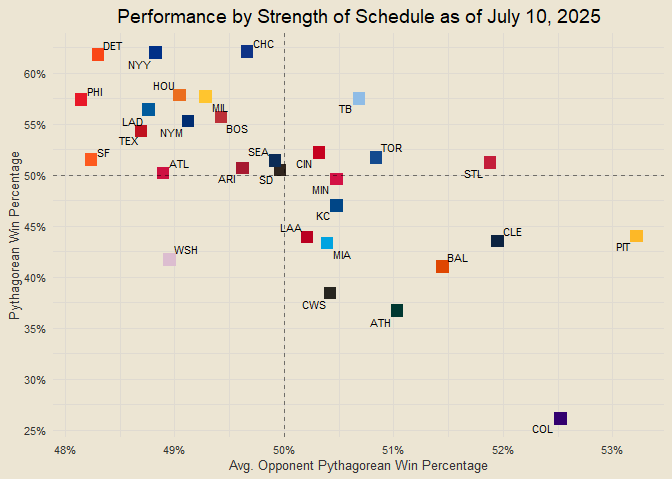 Performance by Strength of Schedule as of July 10, 2025
DET
NYY
CHC
60%
PHI
HOU
MIL
TB
LAD
NYM
BOS
55%
TEX
SF
SEA
CIN
TOR
ATL
ARI
SD
STL
50%
MIN
KC
45%
LAA
MIA
CLE
PIT
WSH
BAL
40%
CWS
ATH
35%
30%
COL
25%
48%
49%
50%
51%
52%
53%
Avg. Opponent Pythagorean Win Percentage
Pythagorean Win Percentage